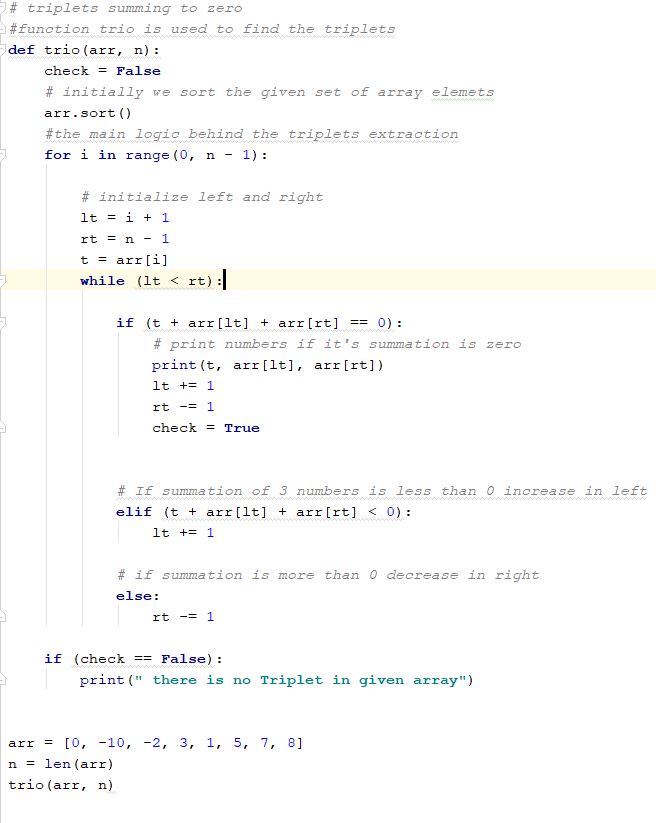 # triplets summing to zero
#function trio is used to find the triplets
def trio(arr, n):
    check = False
    # initially we sort the given set of array elemets
    arr.sort()
    #the main logic behind the triplets extraction
    for i in range(0, n - 1):
        # initialize left and right
        lt = i + 1
        rt = n - 1
        t = arr[i]
        while (lt < rt):
            if (t + arr[lt] + arr[rt] == 0):
                # print numbers if it's summation is zero
                print(t, arr[lt], arr[rt])
                lt += 1
                rt -= 1
                check = True
            # If summation of 3 numbers is less than 0 increase in left
            elif (t + arr[lt] + arr[rt] < 0):
                lt += 1
            # if summation is more than 0 decrease in right
            else:
                rt -= 1
    if (check == False):
        print(" there is no Triplet in given array")
arr = [0, -10, -2, 3, 1, 5, 7, 8]
n = len(arr)
trio(arr, n)